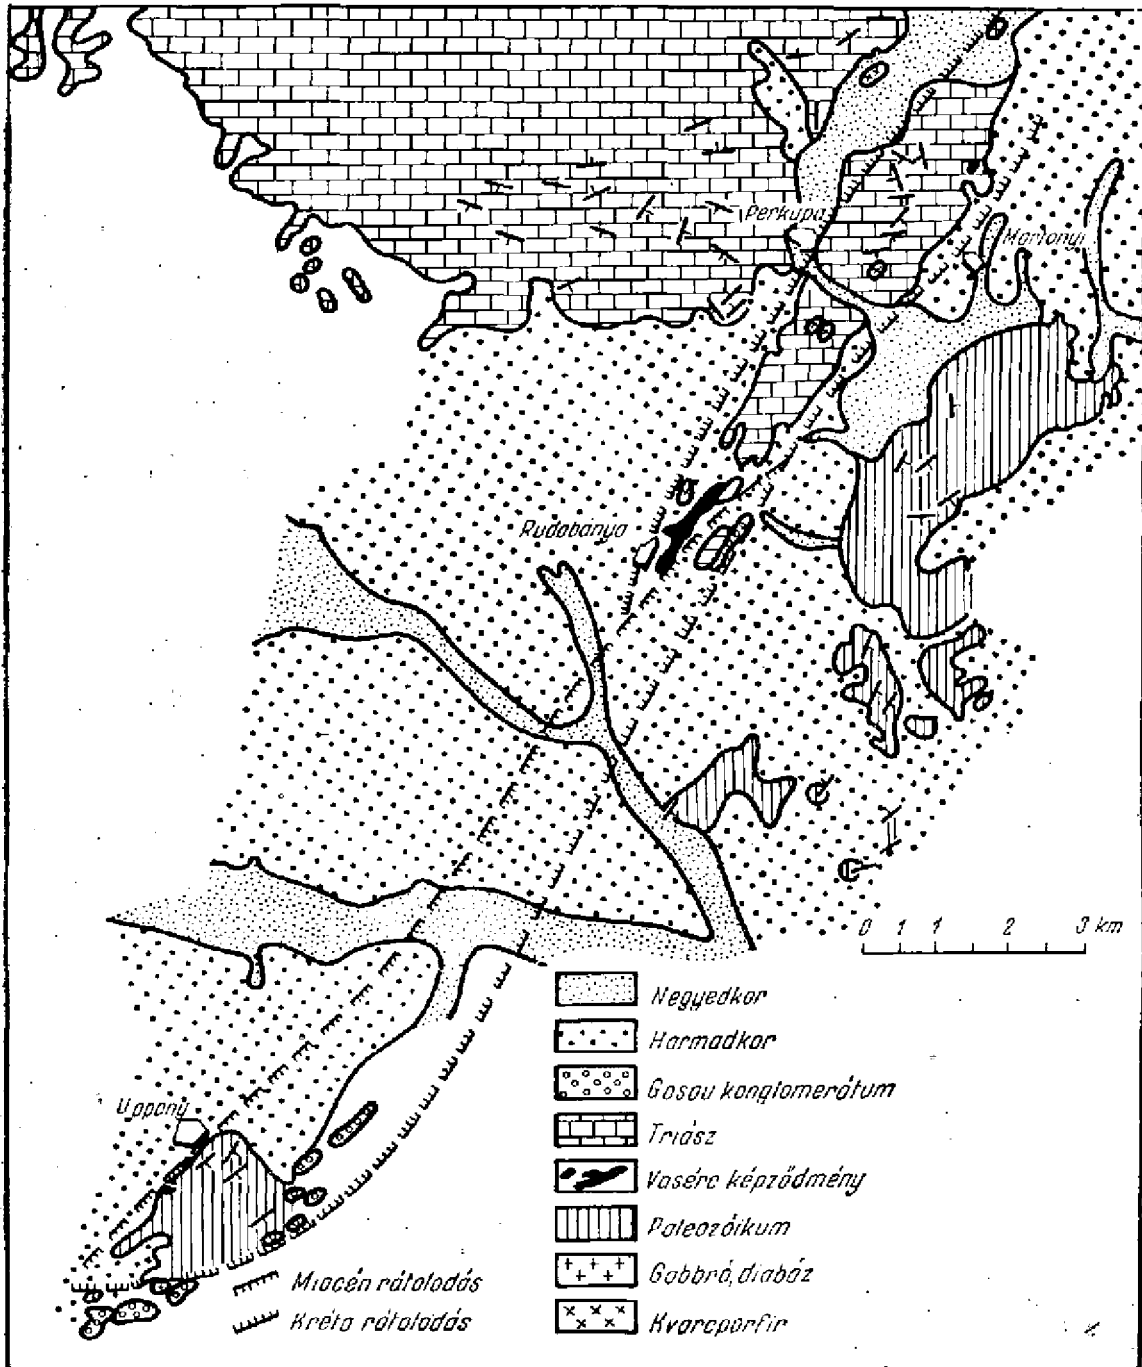 Perkupa
Martonyi
Rudabánya
0 1 1 2 3 km
Negyedkor
Harmadkor
Gosau konglomerátum
Triász
Vasérc képződmény
Paleozóikum
Gabbró, diabáz
Kvarcporfir
Uppony
Miocén rátolódás
Kréta rátolódás